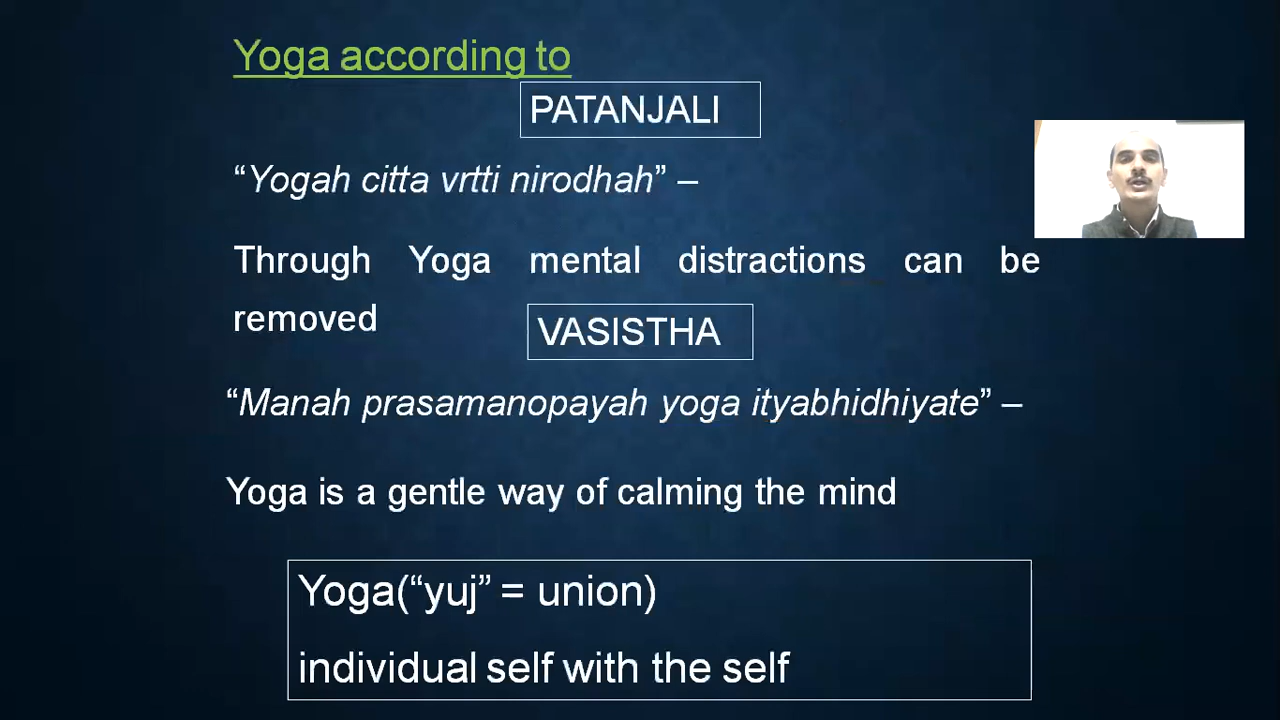 Yoga according to
PATANJALI
“Yogah citta vrtti nirodhah” –
Through Yoga mental distractions can be
removed
VASISTHA
“Manah prasamanopayah yoga ityabhidhiyate” –
Yoga is a gentle way of calming the mind
Yoga(“yuj” = union)
individual self with the self